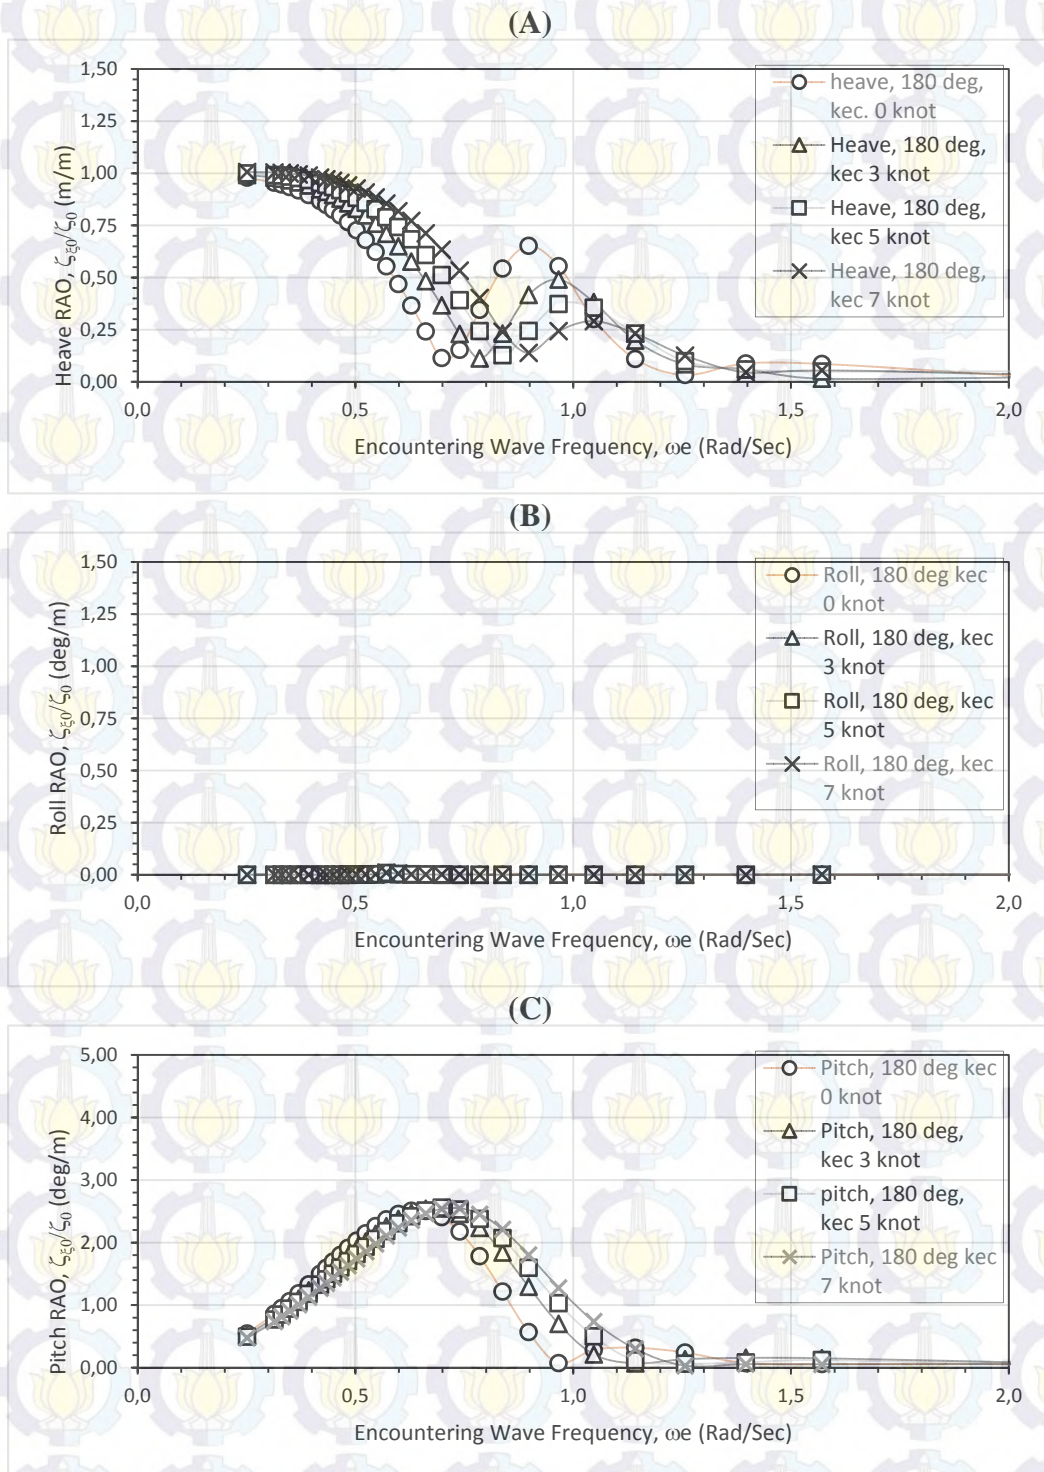 (A)
1,50
1,25
1,00
0,75
0,50
0,25
0,00
0,0
0,5
1,0
1,5
2,0
Heave RAO, ζξ0/ζ0 (m/m)
Encountering Wave Frequency, ωe (Rad/Sec)
heave, 180 deg,
kec. 0 knot
Heave, 180 deg,
kec 3 knot
Heave, 180 deg,
kec 5 knot
Heave, 180 deg,
kec 7 knot
(B)
1,50
1,25
1,00
0,75
0,50
0,25
0,00
0,0
0,5
1,0
1,5
2,0
Roll RAO, ζξ0/ζ0 (deg/m)
Encountering Wave Frequency, ωe (Rad/Sec)
Roll, 180 deg kec
0 knot
Roll, 180 deg, kec
3 knot
Roll, 180 deg, kec
5 knot
Roll, 180 deg, kec
7 knot
(C)
5,00
4,00
3,00
2,00
1,00
0,00
0,0
0,5
1,0
1,5
2,0
Pitch RAO, ζξ0/ζ0 (deg/m)
Encountering Wave Frequency, ωe (Rad/Sec)
Pitch, 180 deg kec
0 knot
Pitch, 180 deg,
kec 3 knot
pitch, 180 deg,
kec 5 knot
Pitch, 180 deg kec
7 knot